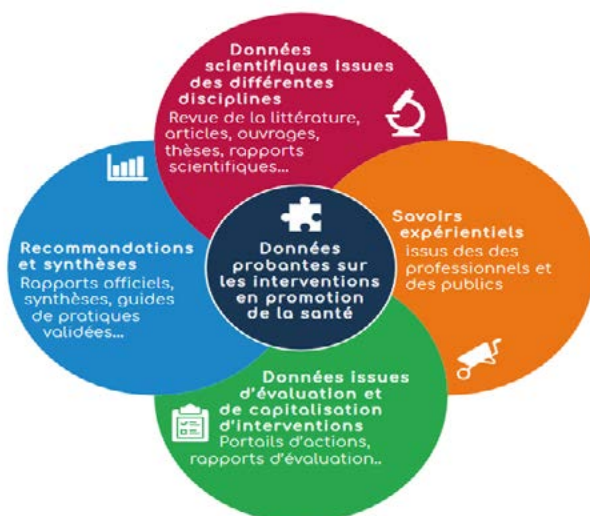 Données
scientifiques issues
des différentes
disciplines
Revue de la littérature,
articles, ouvrages,
thèses, rapports
scientifiques...
Recommandations
et synthèses
Rapports officiels,
synthèses, guides
de pratiques
validées...
Données
probantes sur
les interventions
en promotion
de la santé
Savoirs
expérientiels
issus des des
professionnels et
des publics
Données issues
d'évaluation et
de capitalisation
d'interventions
Portails d'actions,
rapports d'évaluation..